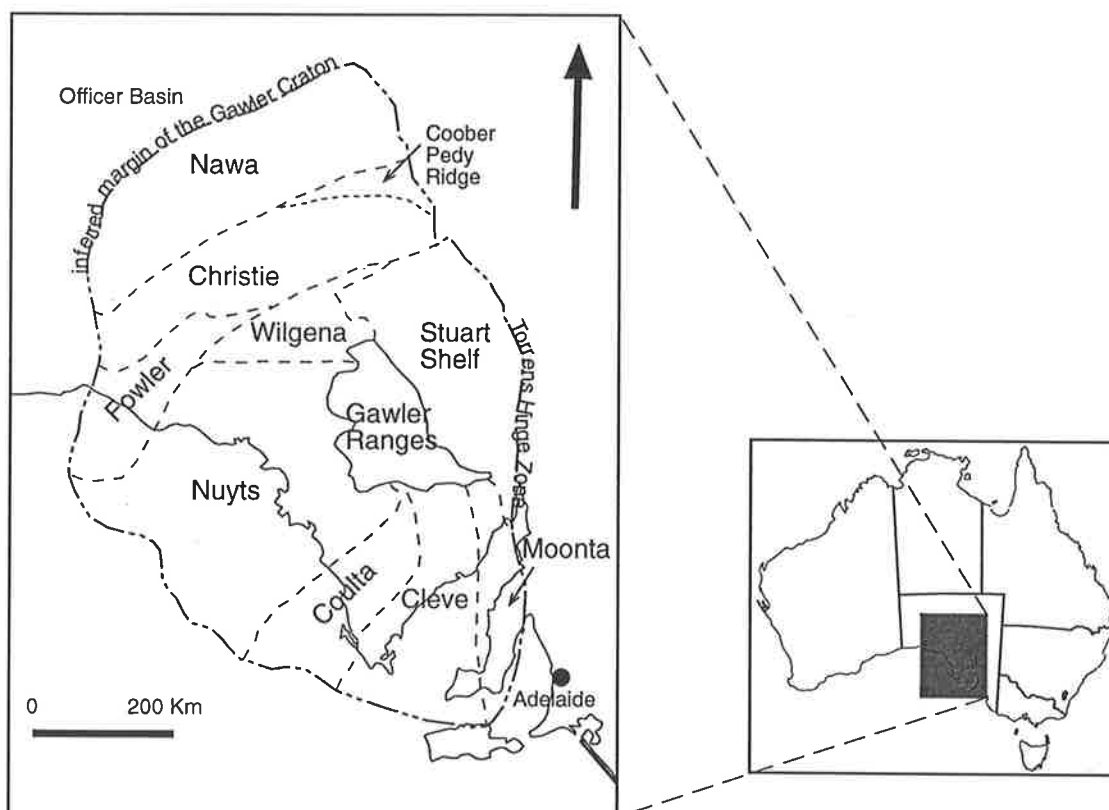 Officer Basin
inferred margin of the Gawler Craton
Nawa
Coober
Pedy
Ridge
Christie
Wilgena
Stuart
Shelf
Torrens Hinge Zone
Fowler
Gawler
Ranges
Nuyts
Moonta
Coulta
Cleve
Adelaide
0
200 Km